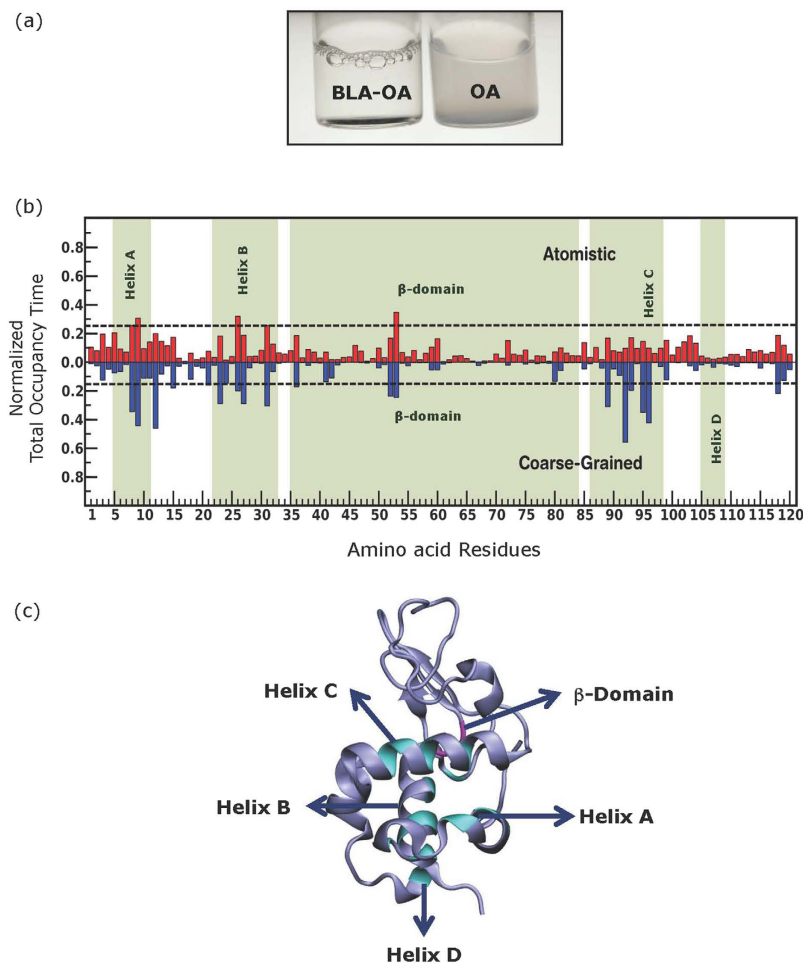 (a)
BLA-OA
OA
(b)
Normalized
Total Occupancy Time
0.8
0.6
0.4
0.2
0.0
0.2
0.4
0.6
0.8
Helix A
Helix B
β-domain
β-domain
Atomistic
Coarse-Grained
Helix C
Helix D
1 5 10 15 20 25 30 35 40 45 50 55 60 65 70 75 80 85 90 95 100 105 110 115 120
Amino acid Residues
(c)
Helix C
β-Domain
Helix B
Helix A
Helix D